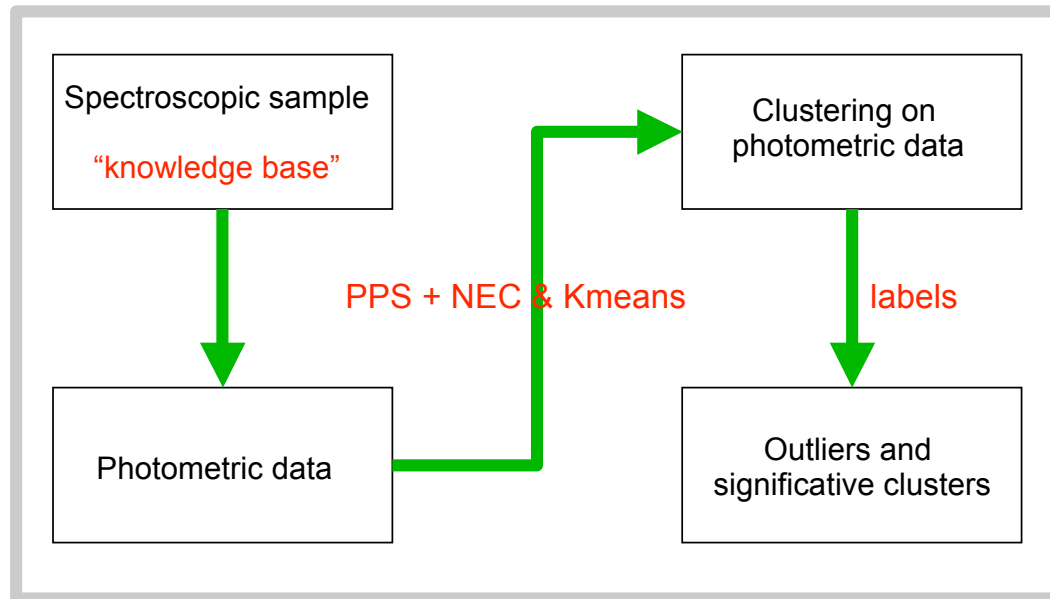 Spectroscopic sample
“knowledge base”
Photometric data
PPS + NEC & Kmeans
Clustering on
photometric data
labels
Outliers and
significative clusters